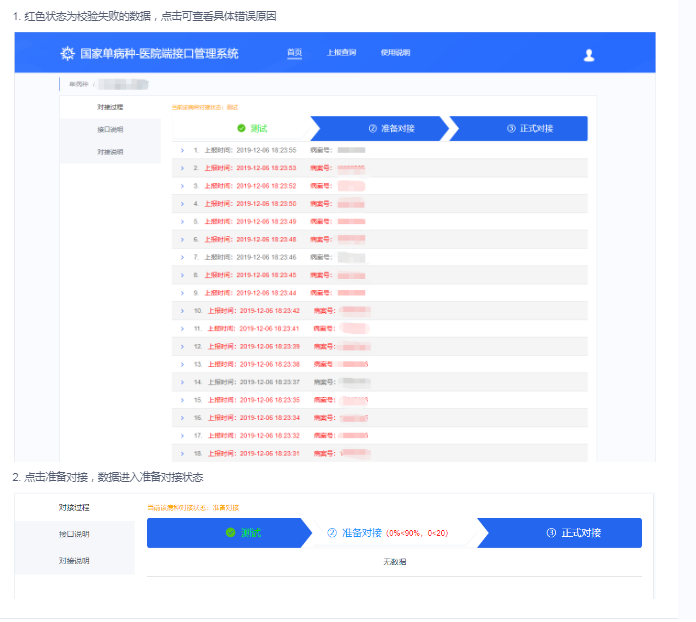 1. 红色状态为校验失败的数据，点击可查看具体错误原因
国家单病种-医院端接口管理系统 首页 上报查询 使用说明
单病种 /
对接过程
接口说明
对接说明
当前该病种对接状态：测试
测试 ② 准备对接 ③ 正式对接
1. 上报时间：2019-12-06 18:23:55 病案号：
2. 上报时间：2019-12-06 18:23:53 病案号：
3. 上报时间：2019-12-06 18:23:52 病案号：
4. 上报时间：2019-12-06 18:23:50 病案号：
5. 上报时间：2019-12-06 18:23:49 病案号：
6. 上报时间：2019-12-06 18:23:48 病案号：
7. 上报时间：2019-12-06 18:23:46 病案号：
8. 上报时间：2019-12-06 18:23:45 病案号：
9. 上报时间：2019-12-06 18:23:44 病案号：
10. 上报时间：2019-12-06 18:23:42 病案号：
11. 上报时间：2019-12-06 18:23:41 病案号：
12. 上报时间：2019-12-06 18:23:39 病案号：
13. 上报时间：2019-12-06 18:23:38 病案号：
14. 上报时间：2019-12-06 18:23:37 病案号：
15. 上报时间：2019-12-06 18:23:35 病案号：
16. 上报时间：2019-12-06 18:23:34 病案号：
17. 上报时间：2019-12-06 18:23:32 病案号：
18. 上报时间：2019-12-06 18:23:31 病案号：
2. 点击准备对接，数据进入准备对接状态
对接过程
接口说明
对接说明
当前该病种对接状态：准备对接
测试 ② 准备对接（0%<90%，0<20） ③ 正式对接
无数据